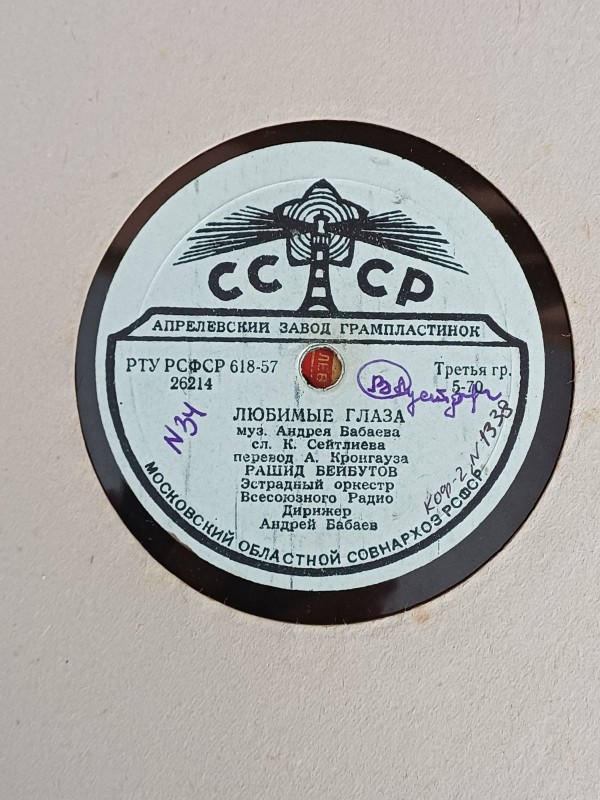 СССР
АПРЕЛЕВСКИЙ ЗАВОД ГРАМПЛАСТИНОК
РТУ РСФСР 618-57
26214
Третья гр.
5-70
ЛЮБИМЫЕ ГЛАЗА
муз. Андрея Бабаева
сл. К. Сейтлиева
перевод А. Кронгауза
РАШИД БЕЙБУТОВ
Эстрадный оркестр
Всесоюзного Радио
Дирижер
Андрей Бабаев
МОСКОВСКИЙ ОБЛАСТНОЙ СОВНАРХОЗ РСФСР
N34
N-1338